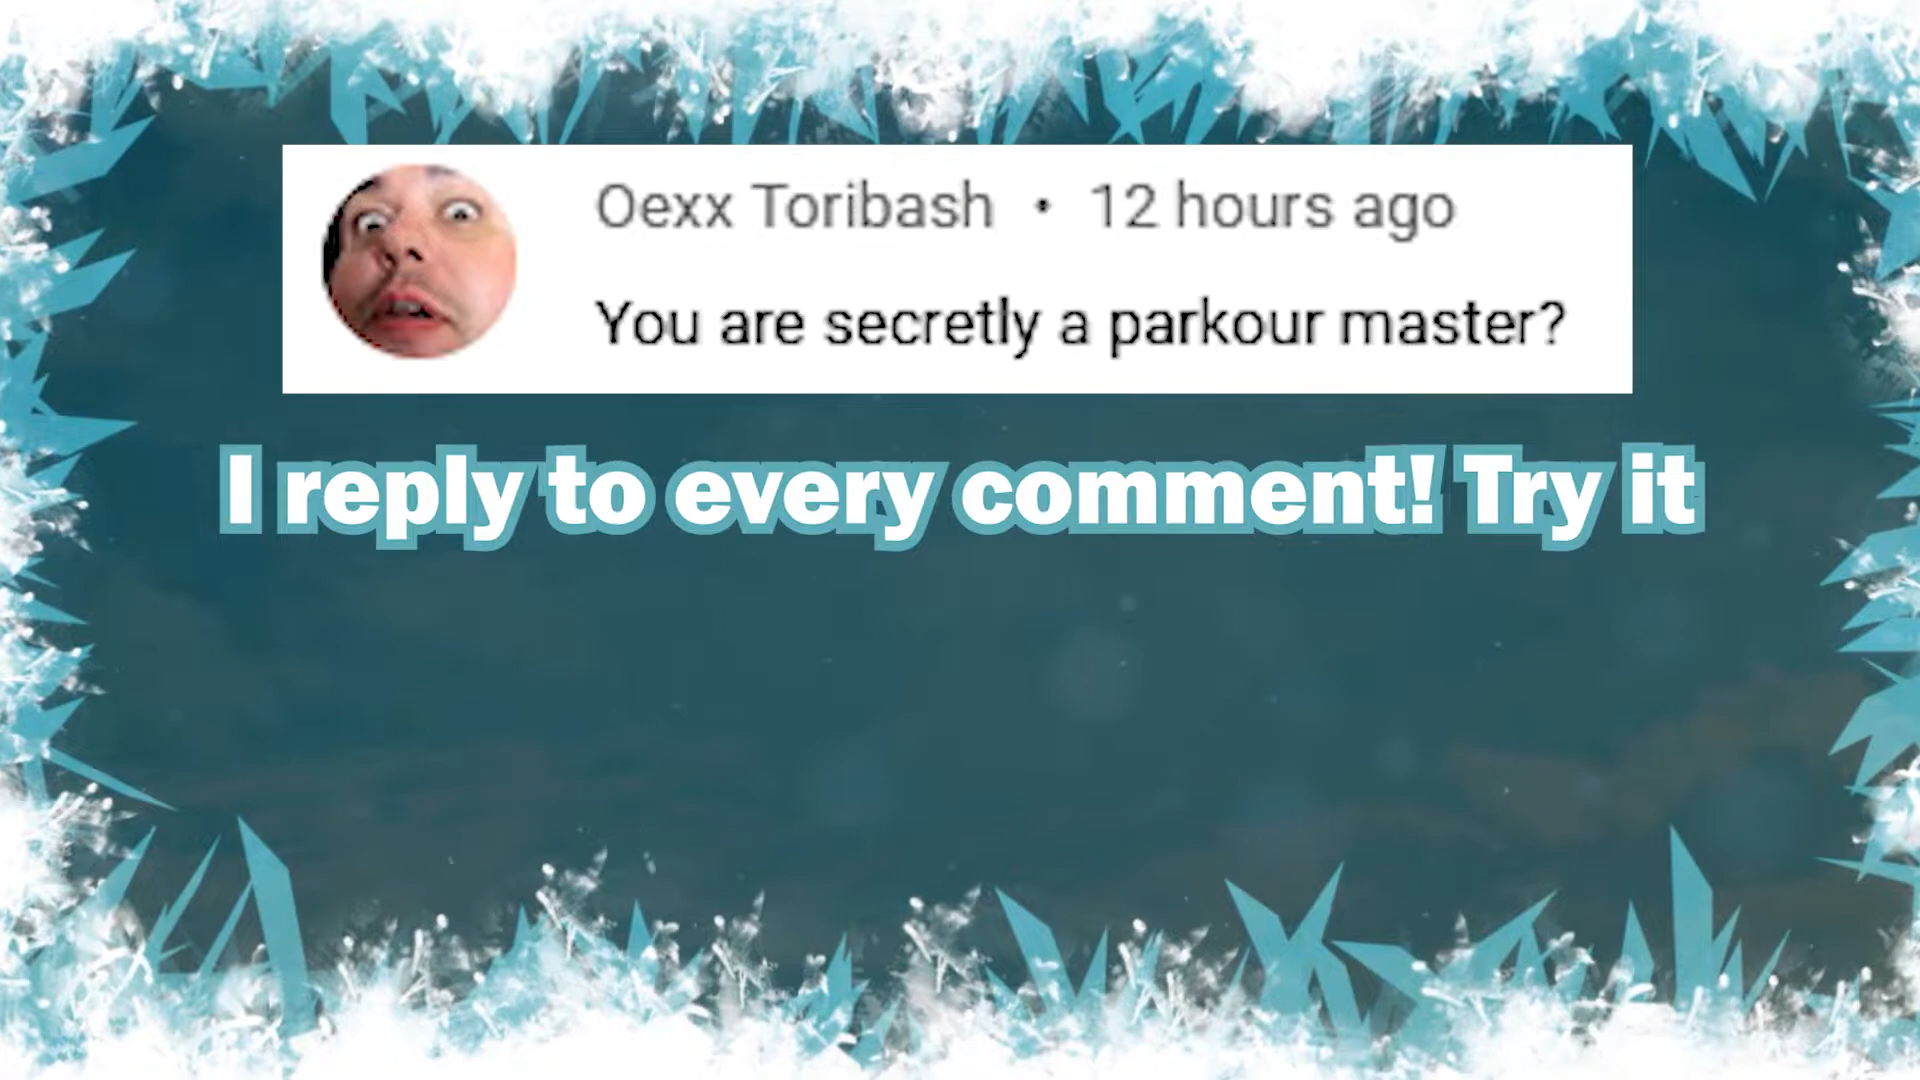 Oexx Toribash • 12 hours ago
You are secretly a parkour master?
I reply to every comment! Try it